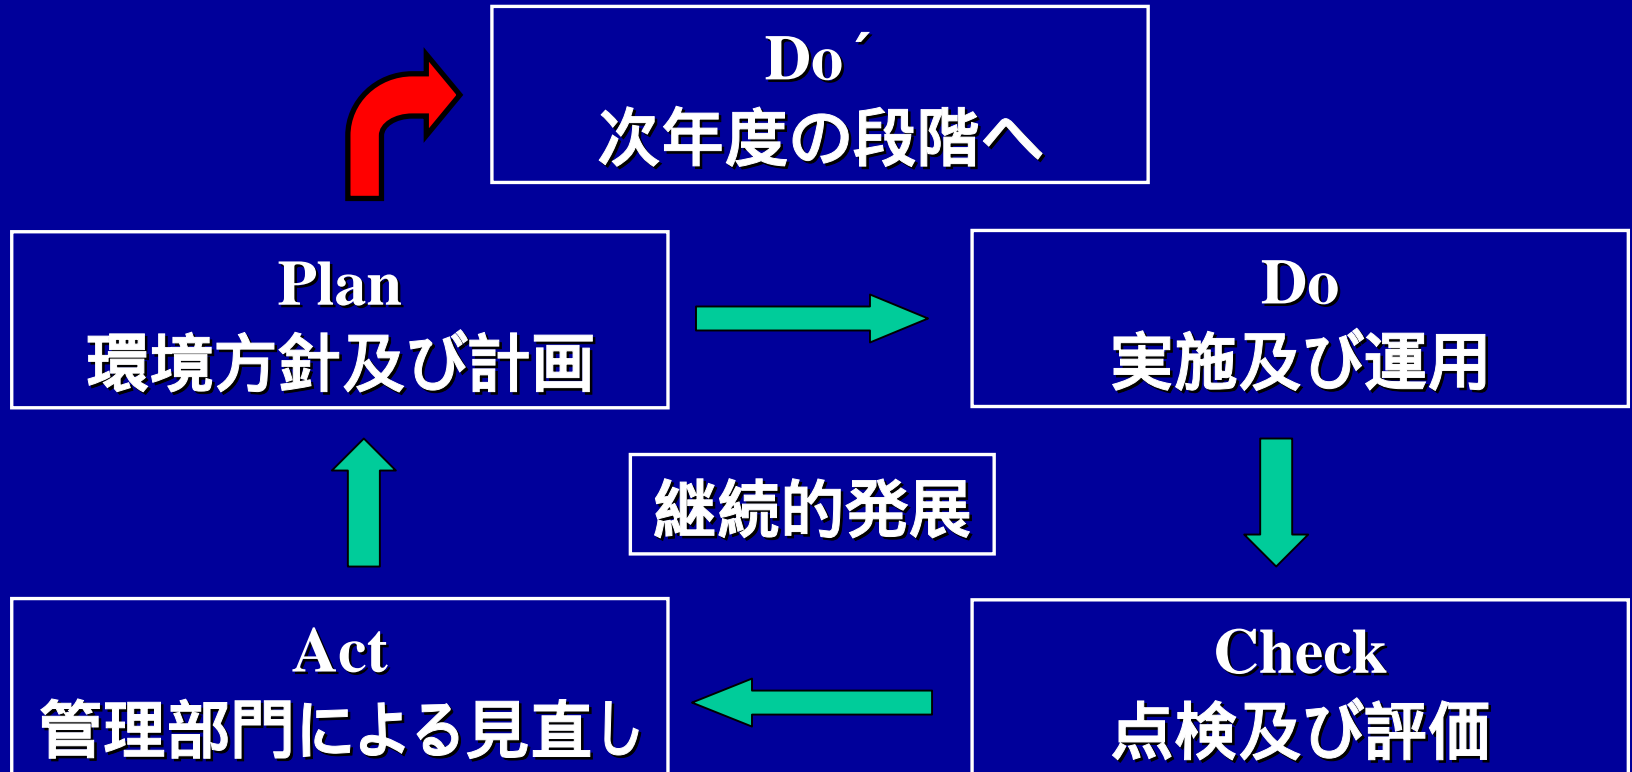 Do´
次年度の段階へ
Plan
環境方針及び計画
Do
実施及び運用
継続的発展
Act
管理部門による見直し
Check
点検及び評価